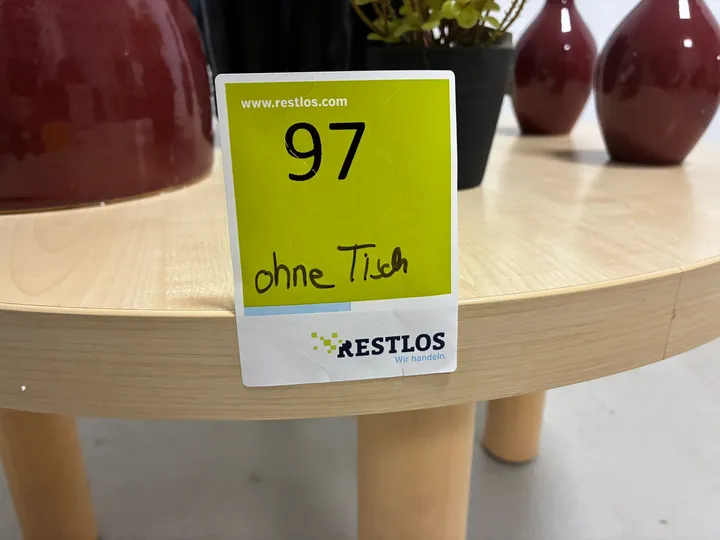 www.restlos.com
97
ohne Tisch
RESTLOS
Wir handeln.